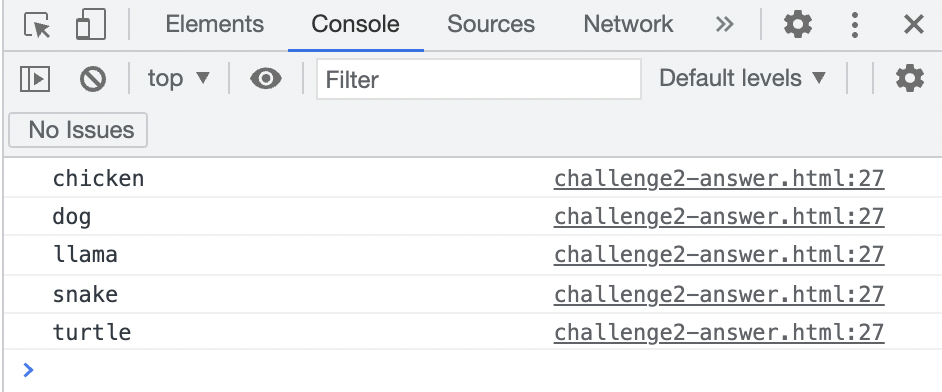 Elements Console Sources Network
top Filter Default levels
No Issues
chicken challenge2-answer.html:27
dog challenge2-answer.html:27
llama challenge2-answer.html:27
snake challenge2-answer.html:27
turtle challenge2-answer.html:27